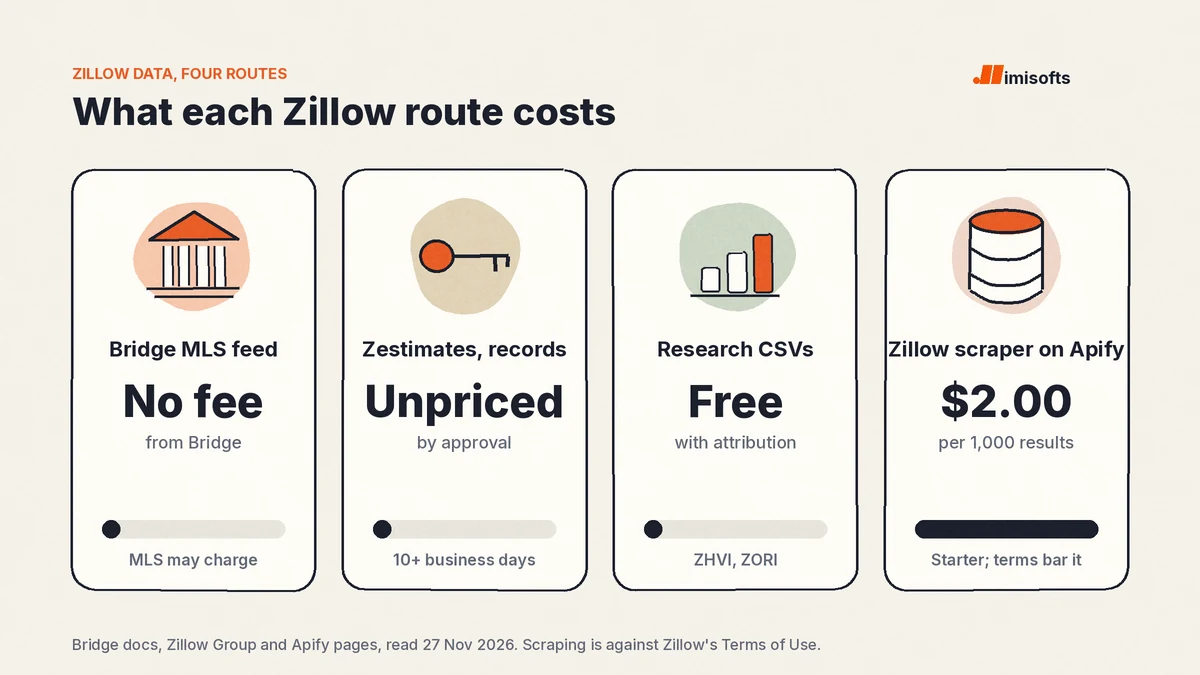 ZILLOW DATA, FOUR ROUTES
imisofts
What each Zillow route costs
Bridge MLS feed
No fee
from Bridge
MLS may charge
Zestimates, records
Unpriced
by approval
10+ business days
Research CSVs
Free
with attribution
ZHVI, ZORI
Zillow scraper on Apify
$2.00
per 1,000 results
Starter; terms bar it
Bridge docs, Zillow Group and Apify pages, read 27 Nov 2026. Scraping is against Zillow's Terms of Use.